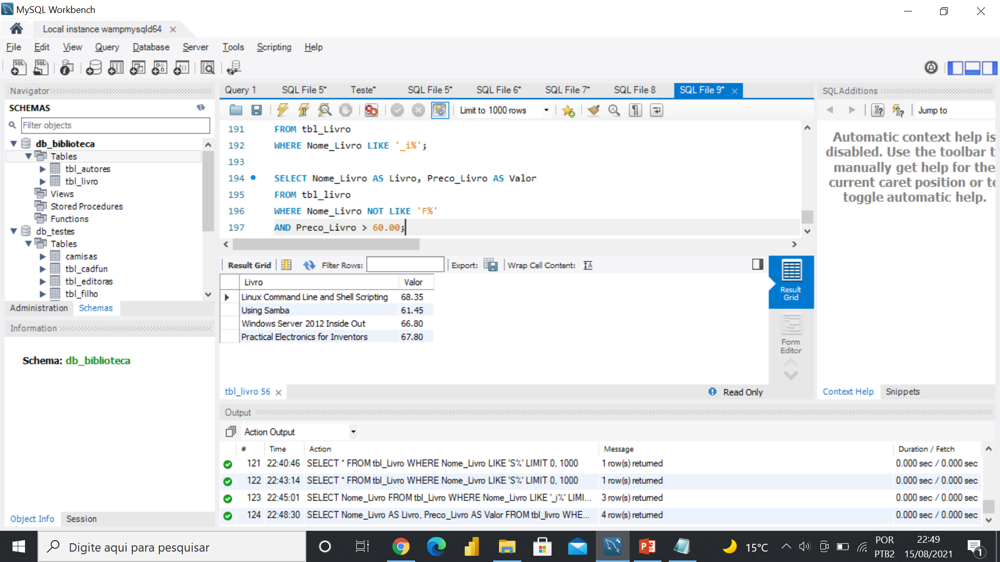 MySQL Workbench
Local instance wampmysqld64
File Edit View Query Database Server Tools Scripting Help
Navigator
SCHEMAS
Filter objects
db_biblioteca
Tables
tbl_autores
tbl_livro
Views
Stored Procedures
Functions
db_testes
Tables
camisas
tbl_cadfun
tbl_editoras
tbl_filho
Administration Schemas
Information
Schema: db_biblioteca
Object Info Session
Query 1 SQL File 5* Teste* SQL File 5* SQL File 6* SQL File 7* SQL File 8 SQL File 9*
Limit to 1000 rows
191 FROM tbl_Livro
192 WHERE Nome_Livro LIKE '_i%';
193
194 SELECT Nome_Livro AS Livro, Preco_Livro AS Valor
195 FROM tbl_livro
196 WHERE Nome_Livro NOT LIKE 'F%'
197 AND Preco_Livro > 60.00;
Result Grid Filter Rows: Export: Wrap Cell Content:
Livro Valor
Linux Command Line and Shell Scripting 68.35
Using Samba 61.45
Windows Server 2012 Inside Out 66.80
Practical Electronics for Inventors 67.80
Result
Grid
Form
Editor
tbl_livro 56
Read Only
SQLAdditions
Jump to
Automatic context help is
disabled. Use the toolbar t
manually get help for the
current caret position or to
toggle automatic help.
Context Help Snippets
Output
Action Output
# Time Action Message Duration / Fetch
121 22:40:46 SELECT * FROM tbl_Livro WHERE Nome_Livro LIKE 'S%' LIMIT 0, 1000 1 row(s) returned 0.000 sec / 0.000 sec
122 22:43:14 SELECT * FROM tbl_Livro WHERE Nome_Livro LIKE 'S%' LIMIT 0, 1000 1 row(s) returned 0.000 sec / 0.000 sec
123 22:45:01 SELECT Nome_Livro FROM tbl_Livro WHERE Nome_Livro LIKE '_i%' LIMI... 3 row(s) returned 0.000 sec / 0.000 sec
124 22:48:30 SELECT Nome_Livro AS Livro, Preco_Livro AS Valor FROM tbl_livro WHE... 4 row(s) returned 0.000 sec / 0.000 sec
Digite aqui para pesquisar
15°C
POR
PTB2
22:49
15/08/2021
1